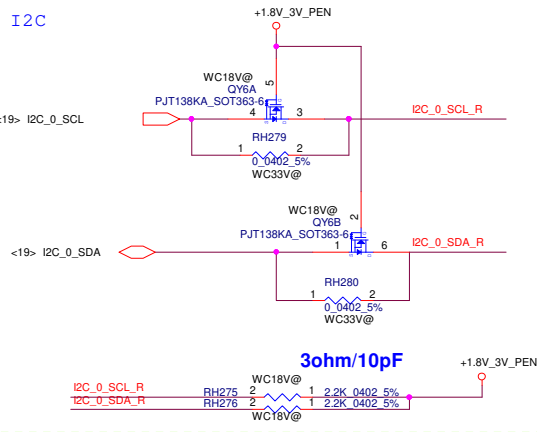 I2C
+1.8V_3V_PEN
WC18V@
QY6A
PJT138KA_SOT363-6
5
4
3
<19> I2C_0_SCL
I2C_0_SCL_R
RH279
1
2
0_0402_5%
WC33V@
WC18V@
QY6B
PJT138KA_SOT363-6
2
1
6
<19> I2C_0_SDA
I2C_0_SDA_R
RH280
1
2
0_0402_5%
WC33V@
3ohm/10pF
+1.8V_3V_PEN
WC18V@
I2C_0_SCL_R
RH275 2
1 2.2K_0402_5%
I2C_0_SDA_R
RH276 2
1 2.2K_0402_5%
WC18V@